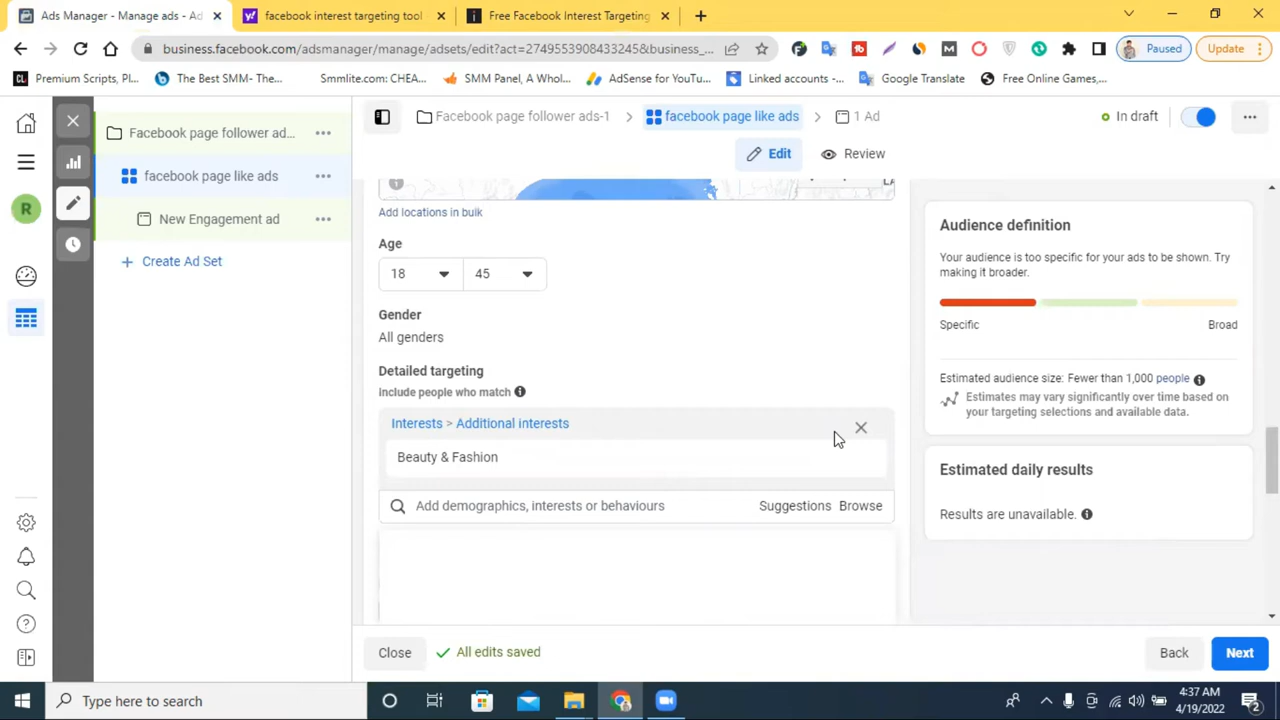 Ads Manager - Manage ads - Ad
facebook interest targeting tool
Free Facebook Interest Targeting
business.facebook.com/adsmanager/manage/adsets/edit?act=2749553908433245&business_...
Paused
Update
Premium Scripts, Pl...
The Best SMM- The...
Smmlite.com: CHEA...
SMM Panel, A Whol...
AdSense for YouTu...
Linked accounts -...
Google Translate
Free Online Games,...
Facebook page follower ad...
Facebook page follower ads-1
facebook page like ads
1 Ad
In draft
Edit
Review
facebook page like ads
New Engagement ad
Create Ad Set
R
Add locations in bulk
Age
18
45
Gender
All genders
Detailed targeting
Include people who match
Interests > Additional interests
Beauty & Fashion
Add demographics, interests or behaviours
Suggestions
Browse
Audience definition
Your audience is too specific for your ads to be shown. Try
making it broader.
Specific
Broad
Estimated audience size: Fewer than 1,000 people
Estimates may vary significantly over time based on
your targeting selections and available data.
Estimated daily results
Results are unavailable.
Close
All edits saved
Back
Next
Type here to search
4:37 AM
4/19/2022
2